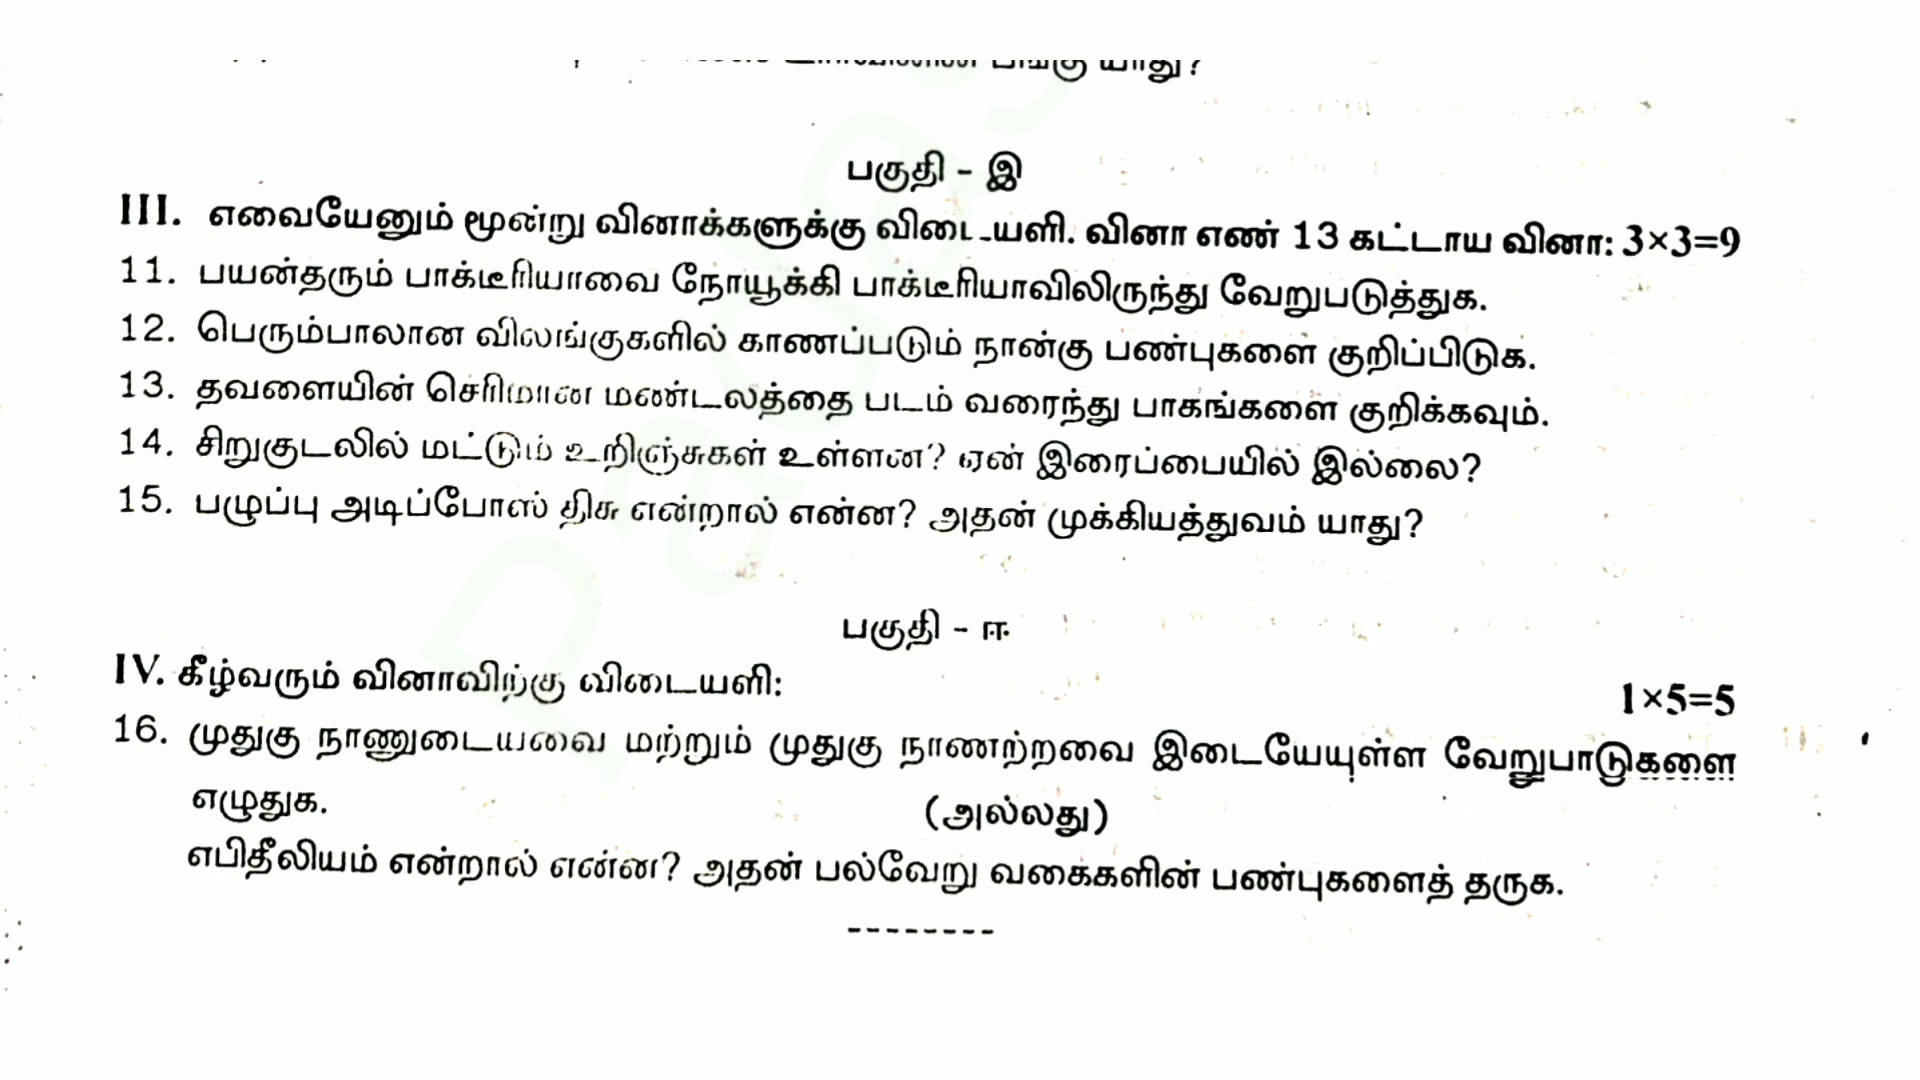 பங்கு யாது?
பகுதி - இ
III. எவையேனும் மூன்று வினாக்களுக்கு விடையளி. வினா எண் 13 கட்டாய வினா: 3×3=9
11. பயன்தரும் பாக்டீரியாவை நோயூக்கி பாக்டீரியாவிலிருந்து வேறுபடுத்துக.
12. பெரும்பாலான விலங்குகளில் காணப்படும் நான்கு பண்புகளை குறிப்பிடுக.
13. தவளையின் செரிமான மண்டலத்தை படம் வரைந்து பாகங்களை குறிக்கவும்.
14. சிறுகுடலில் மட்டும் உறிஞ்சுகள் உள்ளன? ஏன் இரைப்பையில் இல்லை?
15. பழுப்பு அடிப்போஸ் திசு என்றால் என்ன? அதன் முக்கியத்துவம் யாது?
பகுதி - ஈ
IV. கீழ்வரும் வினாவிற்கு விடையளி: 1×5=5
16. முதுகு நாணுடையவை மற்றும் முதுகு நாணற்றவை இடையேயுள்ள வேறுபாடுகளை
எழுதுக. (அல்லது)
எபிதீலியம் என்றால் என்ன? அதன் பல்வேறு வகைகளின் பண்புகளைத் தருக.
--------